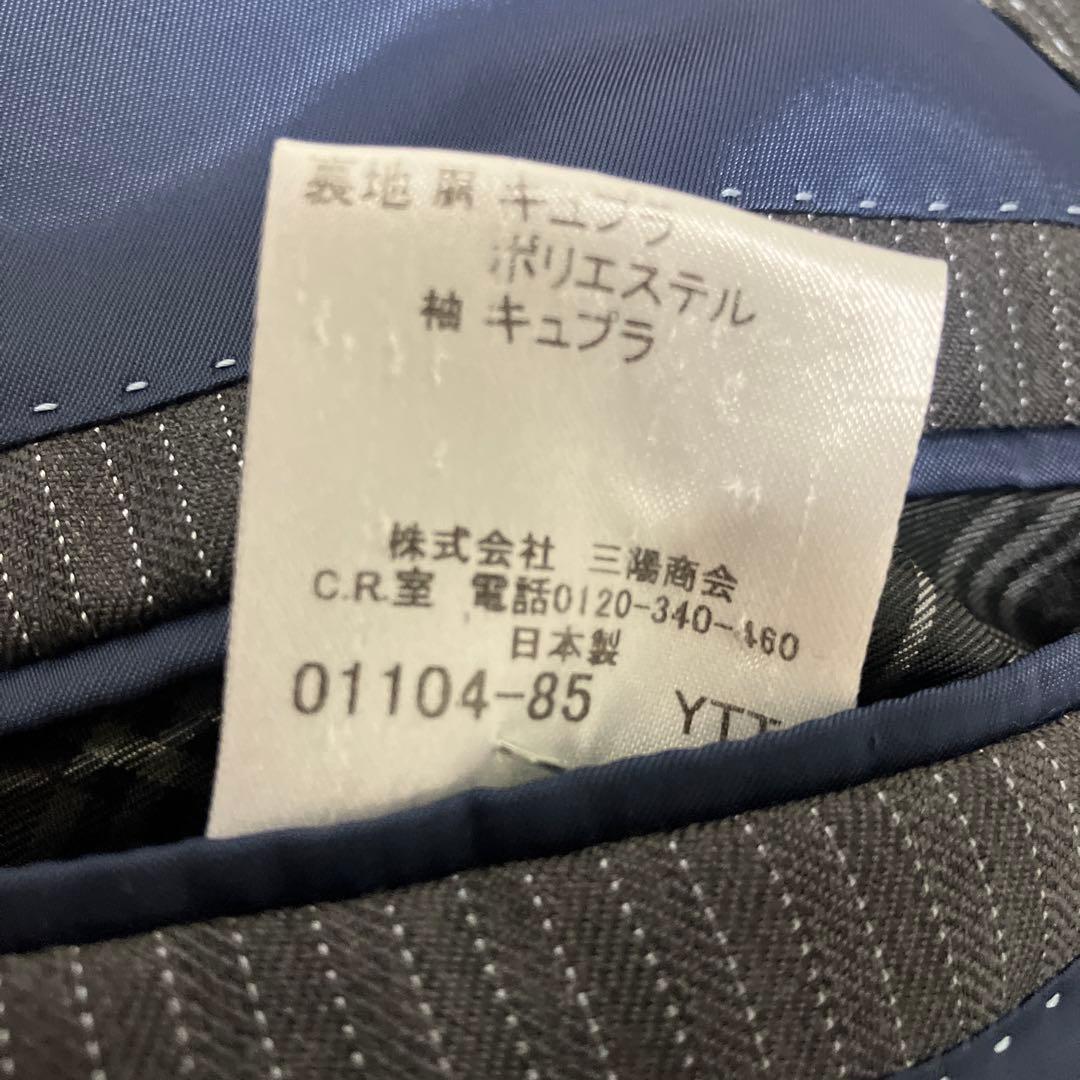 裏地 胴 キュプラ
ポリエステル
袖 キュプラ
株式会社 三陽商会
C.R.室 電話0120-340-460
日本製
01104-85